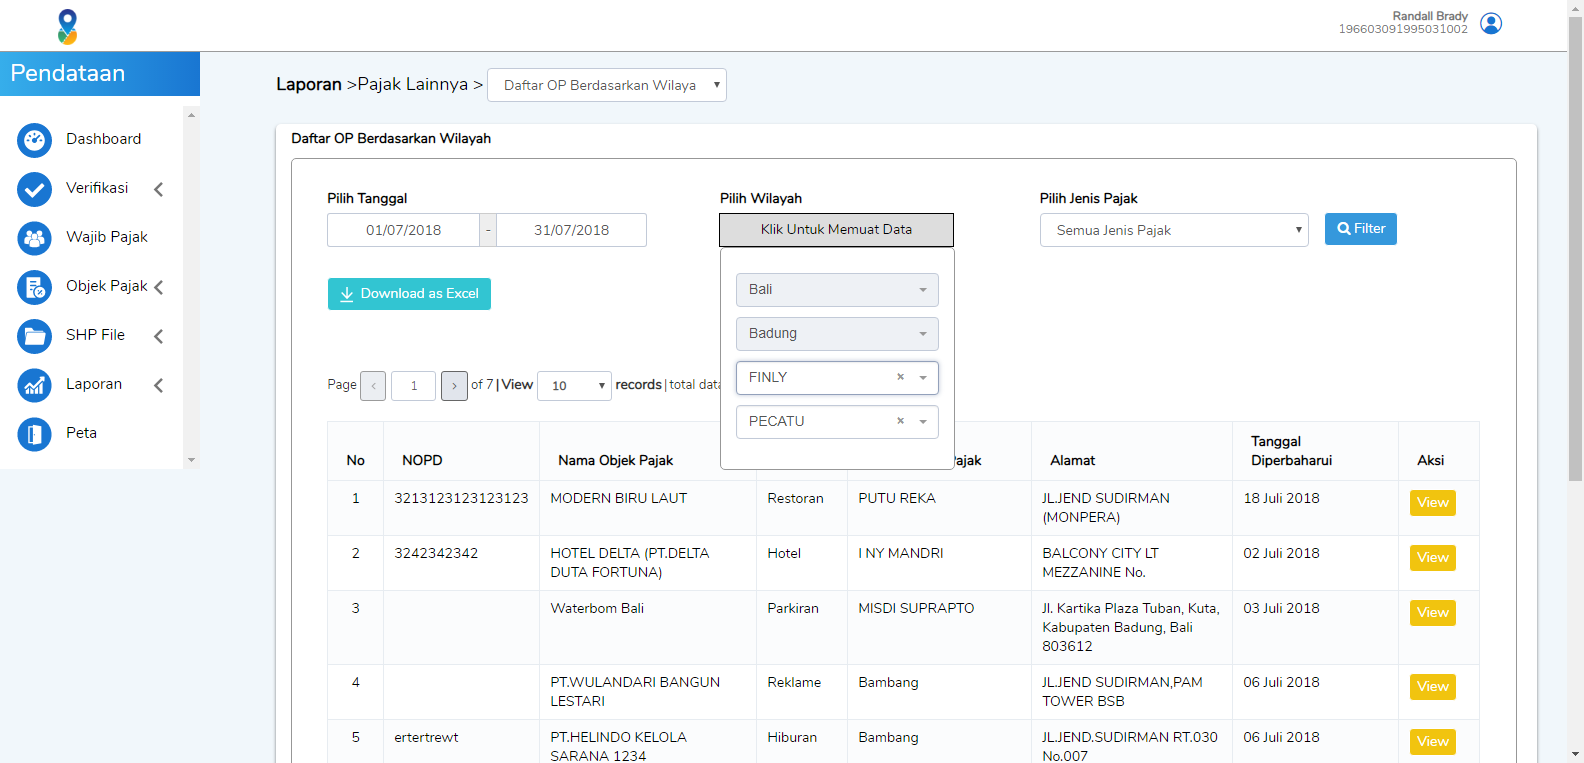 Randall Brady
196603091995031002
Pendataan
Dashboard
Verifikasi
Wajib Pajak
Objek Pajak
SHP File
Laporan
Peta
Laporan >Pajak Lainnya > Daftar OP Berdasarkan Wilaya
Daftar OP Berdasarkan Wilayah
Pilih Tanggal
01/07/2018 - 31/07/2018
Pilih Wilayah
Klik Untuk Memuat Data
Bali
Badung
FINLY ×
PECATU ×
Pilih Jenis Pajak
Semua Jenis Pajak
Filter
Download as Excel
Page < 1 > of 7 | View 10 records | total data
No NOPD Nama Objek Pajak Pajak Alamat Tanggal Diperbaharui Aksi
1 3213123123123123 MODERN BIRU LAUT Restoran PUTU REKA JL.JEND SUDIRMAN (MONPERA) 18 Juli 2018 View
2 3242342342 HOTEL DELTA (PT.DELTA DUTA FORTUNA) Hotel I NY MANDRI BALCONY CITY LT MEZZANINE No. 02 Juli 2018 View
3 Waterbom Bali Parkiran MISDI SUPRAPTO Jl. Kartika Plaza Tuban, Kuta, Kabupaten Badung, Bali 803612 03 Juli 2018 View
4 PT.WULANDARI BANGUN LESTARI Reklame Bambang JL.JEND SUDIRMAN,PAM TOWER BSB 06 Juli 2018 View
5 ertertrewt PT.HELINDO KELOLA SARANA 1234 Hiburan Bambang JL.JEND.SUDIRMAN RT.030 No.007 06 Juli 2018 View